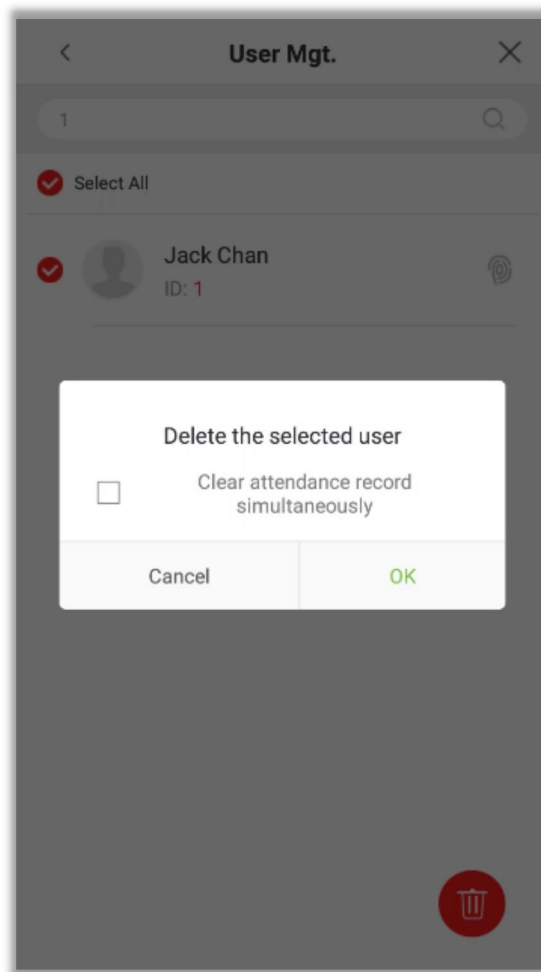 User Mgt.
1
Select All
Jack Chan
ID: 1
Delete the selected user
Clear attendance record
simultaneously
Cancel
OK